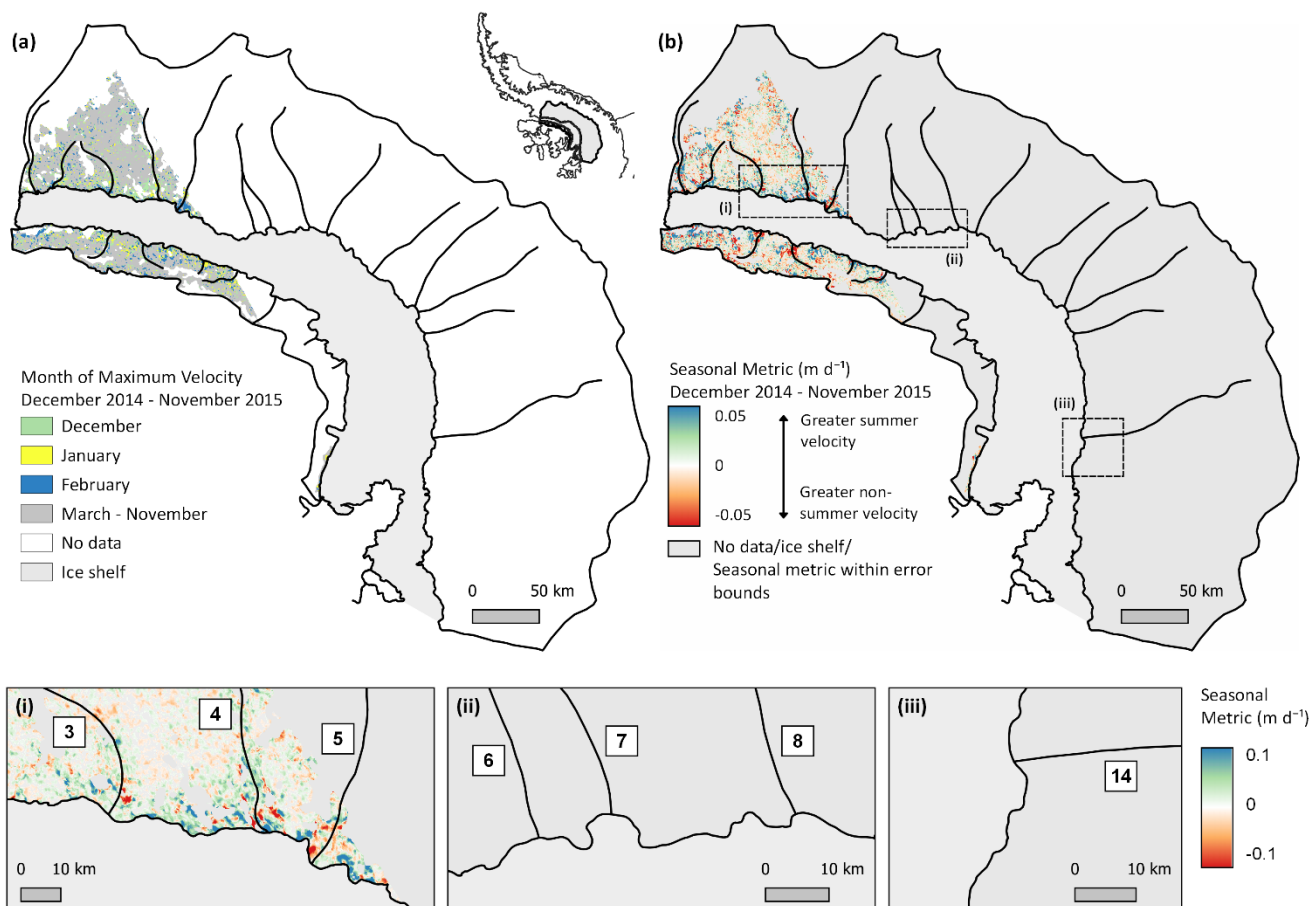 (a)
Month of Maximum Velocity
December 2014 - November 2015
December
January
February
March - November
No data
Ice shelf
0 50 km
(b)
(i)
(ii)
(iii)
Seasonal Metric (m d⁻¹)
December 2014 - November 2015
0.05
0
-0.05
Greater summer
velocity
Greater non-
summer velocity
No data/ice shelf/
Seasonal metric within error
bounds
0 50 km
(i)
3
4
5
0 10 km
(ii)
6
7
8
0 10 km
(iii)
14
0 10 km
Seasonal
Metric (m d⁻¹)
0.1
0
-0.1